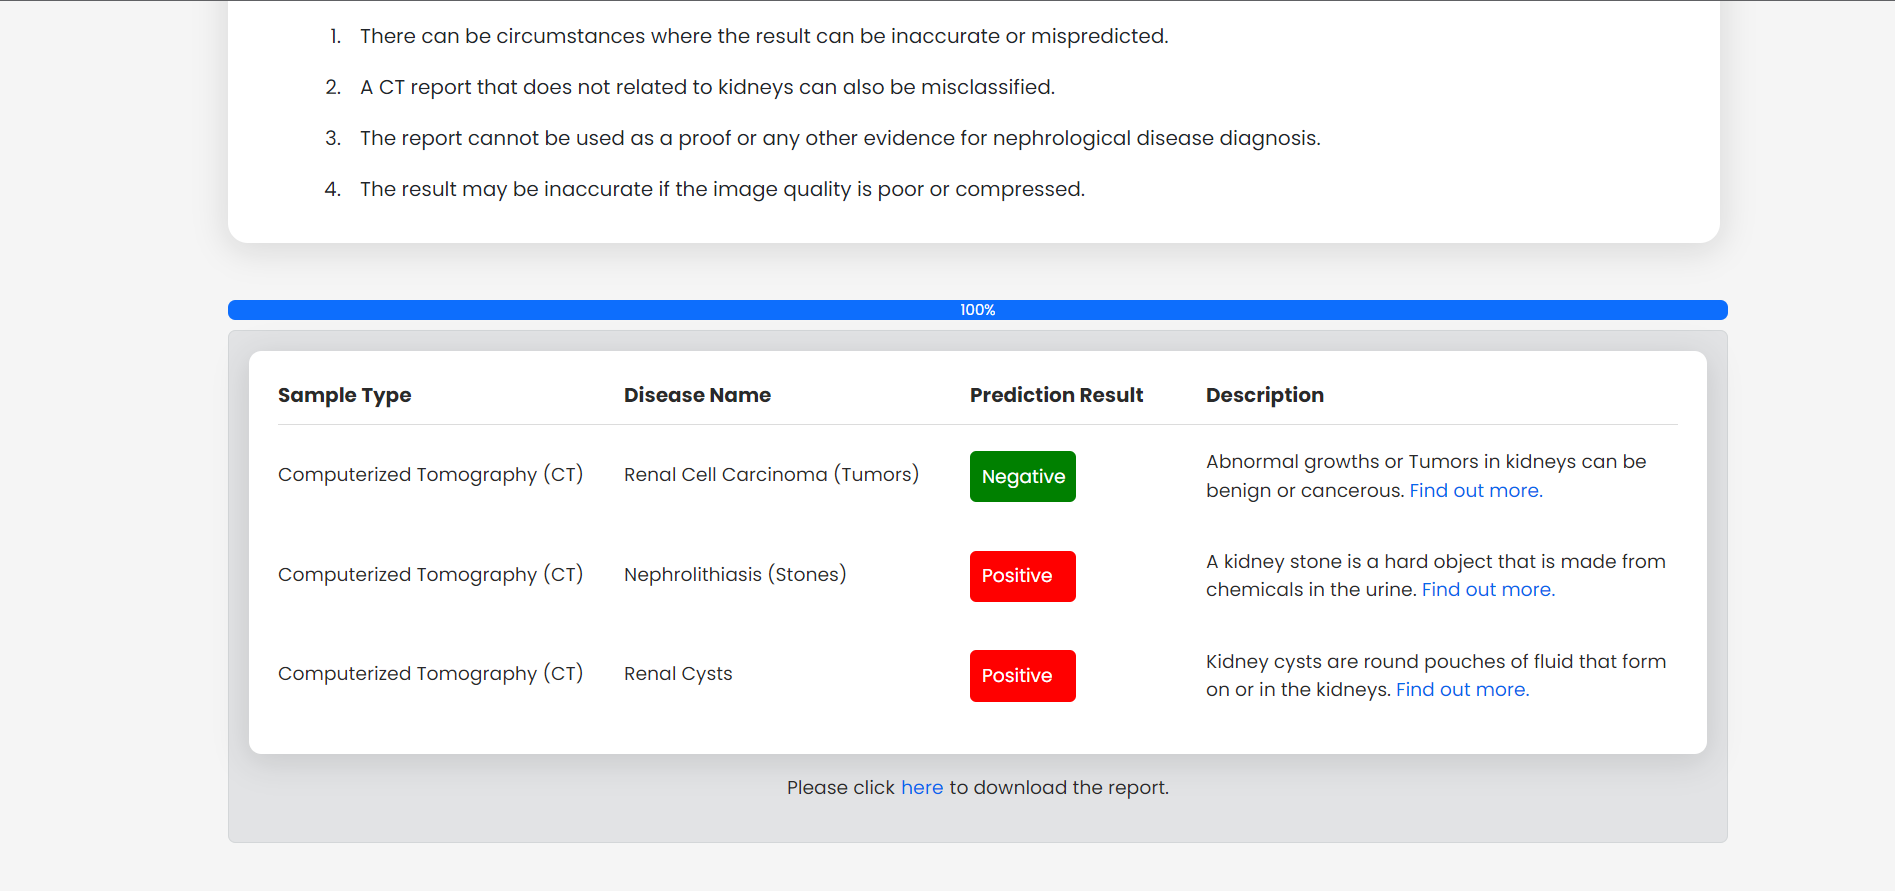 1. There can be circumstances where the result can be inaccurate or mispredicted.
2. A CT report that does not related to kidneys can also be misclassified.
3. The report cannot be used as a proof or any other evidence for nephrological disease diagnosis.
4. The result may be inaccurate if the image quality is poor or compressed.
100%
Sample Type Disease Name Prediction Result Description
Computerized Tomography (CT) Renal Cell Carcinoma (Tumors) Negative Abnormal growths or Tumors in kidneys can be
benign or cancerous. Find out more.
Computerized Tomography (CT) Nephrolithiasis (Stones) Positive A kidney stone is a hard object that is made from
chemicals in the urine. Find out more.
Computerized Tomography (CT) Renal Cysts Positive Kidney cysts are round pouches of fluid that form
on or in the kidneys. Find out more.
Please click here to download the report.